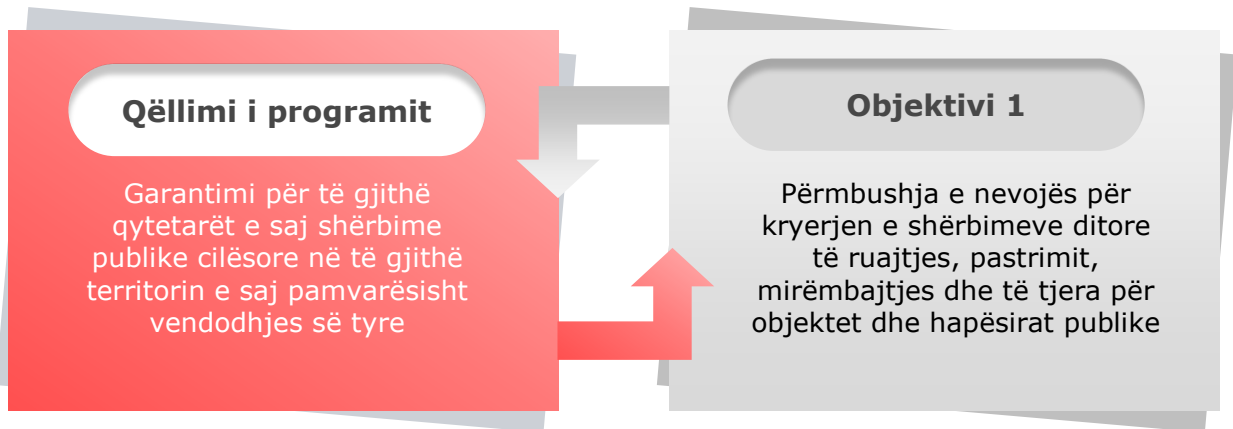 Qëllimi i programit
Garantimi për të gjithë
qytetarët e saj shërbime
publike cilësore në të gjithë
territorin e saj pamvarësisht
vendodhjes së tyre
Objektivi 1
Përmbushja e nevojës për
kryerjen e shërbimeve ditore
të ruajtjes, pastrimit,
mirëmbajtjes dhe të tjera për
objektet dhe hapësirat publike